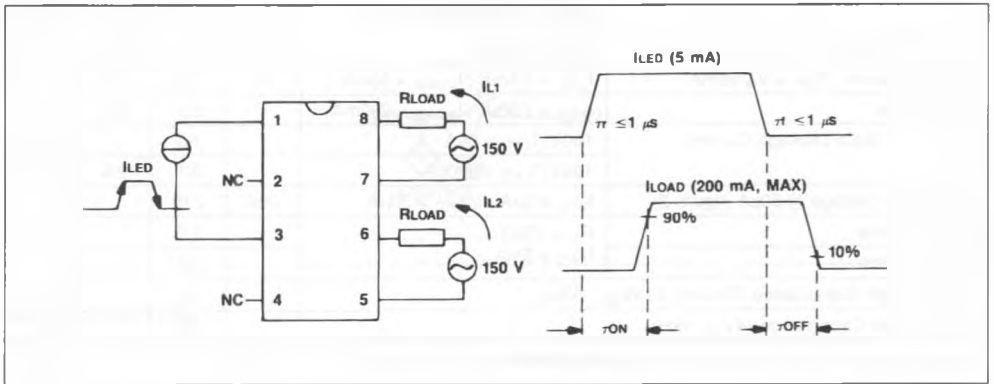 ILED
1
2
3
4
NC
NC
8
7
6
5
RLOAD
IL1
150 V
RLOAD
IL2
150 V
ILED (5 mA)
τr ≤1 μs
τf ≤1 μs
ILOAD (200 mA, MAX)
90%
10%
τON
τOFF